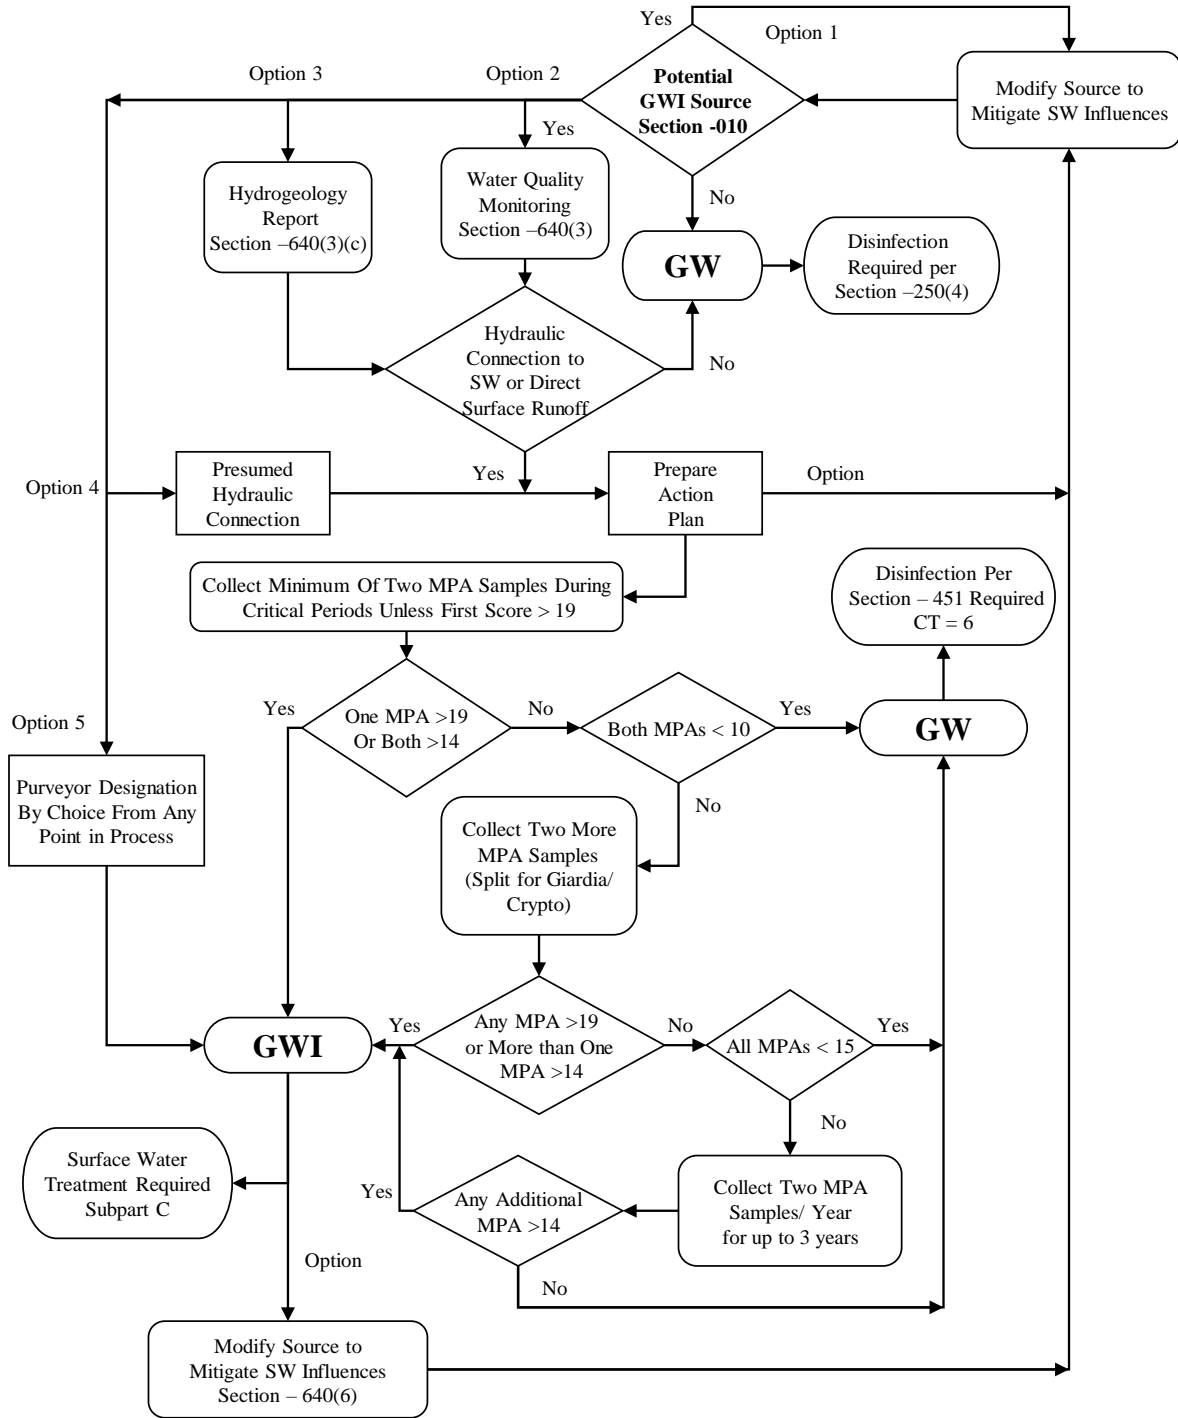 Yes
Option 1
Option 3
Option 2
Potential
GWI Source
Section -010
Modify Source to
Mitigate SW Influences
Yes
Hydrogeology
Report
Section –640(3)(c)
Water Quality
Monitoring
Section –640(3)
No
GW
Disinfection
Required per
Section –250(4)
Hydraulic
Connection to
SW or Direct
Surface Runoff
No
Yes
Option 4
Presumed
Hydraulic
Connection
Prepare
Action
Plan
Option
Collect Minimum Of Two MPA Samples During
Critical Periods Unless First Score > 19
Disinfection Per
Section – 451 Required
CT = 6
Yes
One MPA >19
Or Both >14
No
Both MPAs < 10
Yes
GW
Option 5
Purveyor Designation
By Choice From Any
Point in Process
No
Collect Two More
MPA Samples
(Split for Giardia/
Crypto)
GWI
Yes
Any MPA >19
or More than One
MPA >14
No
All MPAs < 15
Yes
No
Surface Water
Treatment Required
Subpart C
Yes
Any Additional
MPA >14
Collect Two MPA
Samples/ Year
for up to 3 years
Option
No
Modify Source to
Mitigate SW Influences
Section – 640(6)